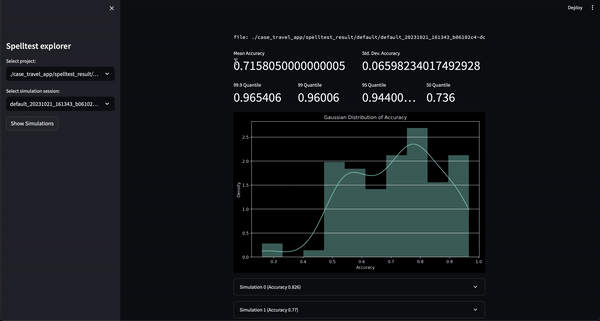 Deploy
Spelltest explorer
Select project:
./case_travel_app/spelltest_result/...
Select simulation session:
default_20231021_161343_b06102...
Show Simulations
file: ./case_travel_app/spelltest_result/default/default_20231021_161343_b06102c4-dc
Mean Accuracy
Std. Dev. Accuracy
0.7158050000000005
0.06598234017492928
99.9 Quantile
99 Quantile
95 Quantile
50 Quantile
0.965406
0.96006
0.94400...
0.736
Gaussian Distribution of Accuracy
2.5
2.0
1.5
1.0
0.5
0.0
Density
0.3
0.4
0.5
0.6
0.7
0.8
0.9
1.0
Accuracy
Simulation 0 (Accuracy 0.826)
Simulation 1 (Accuracy 0.77)